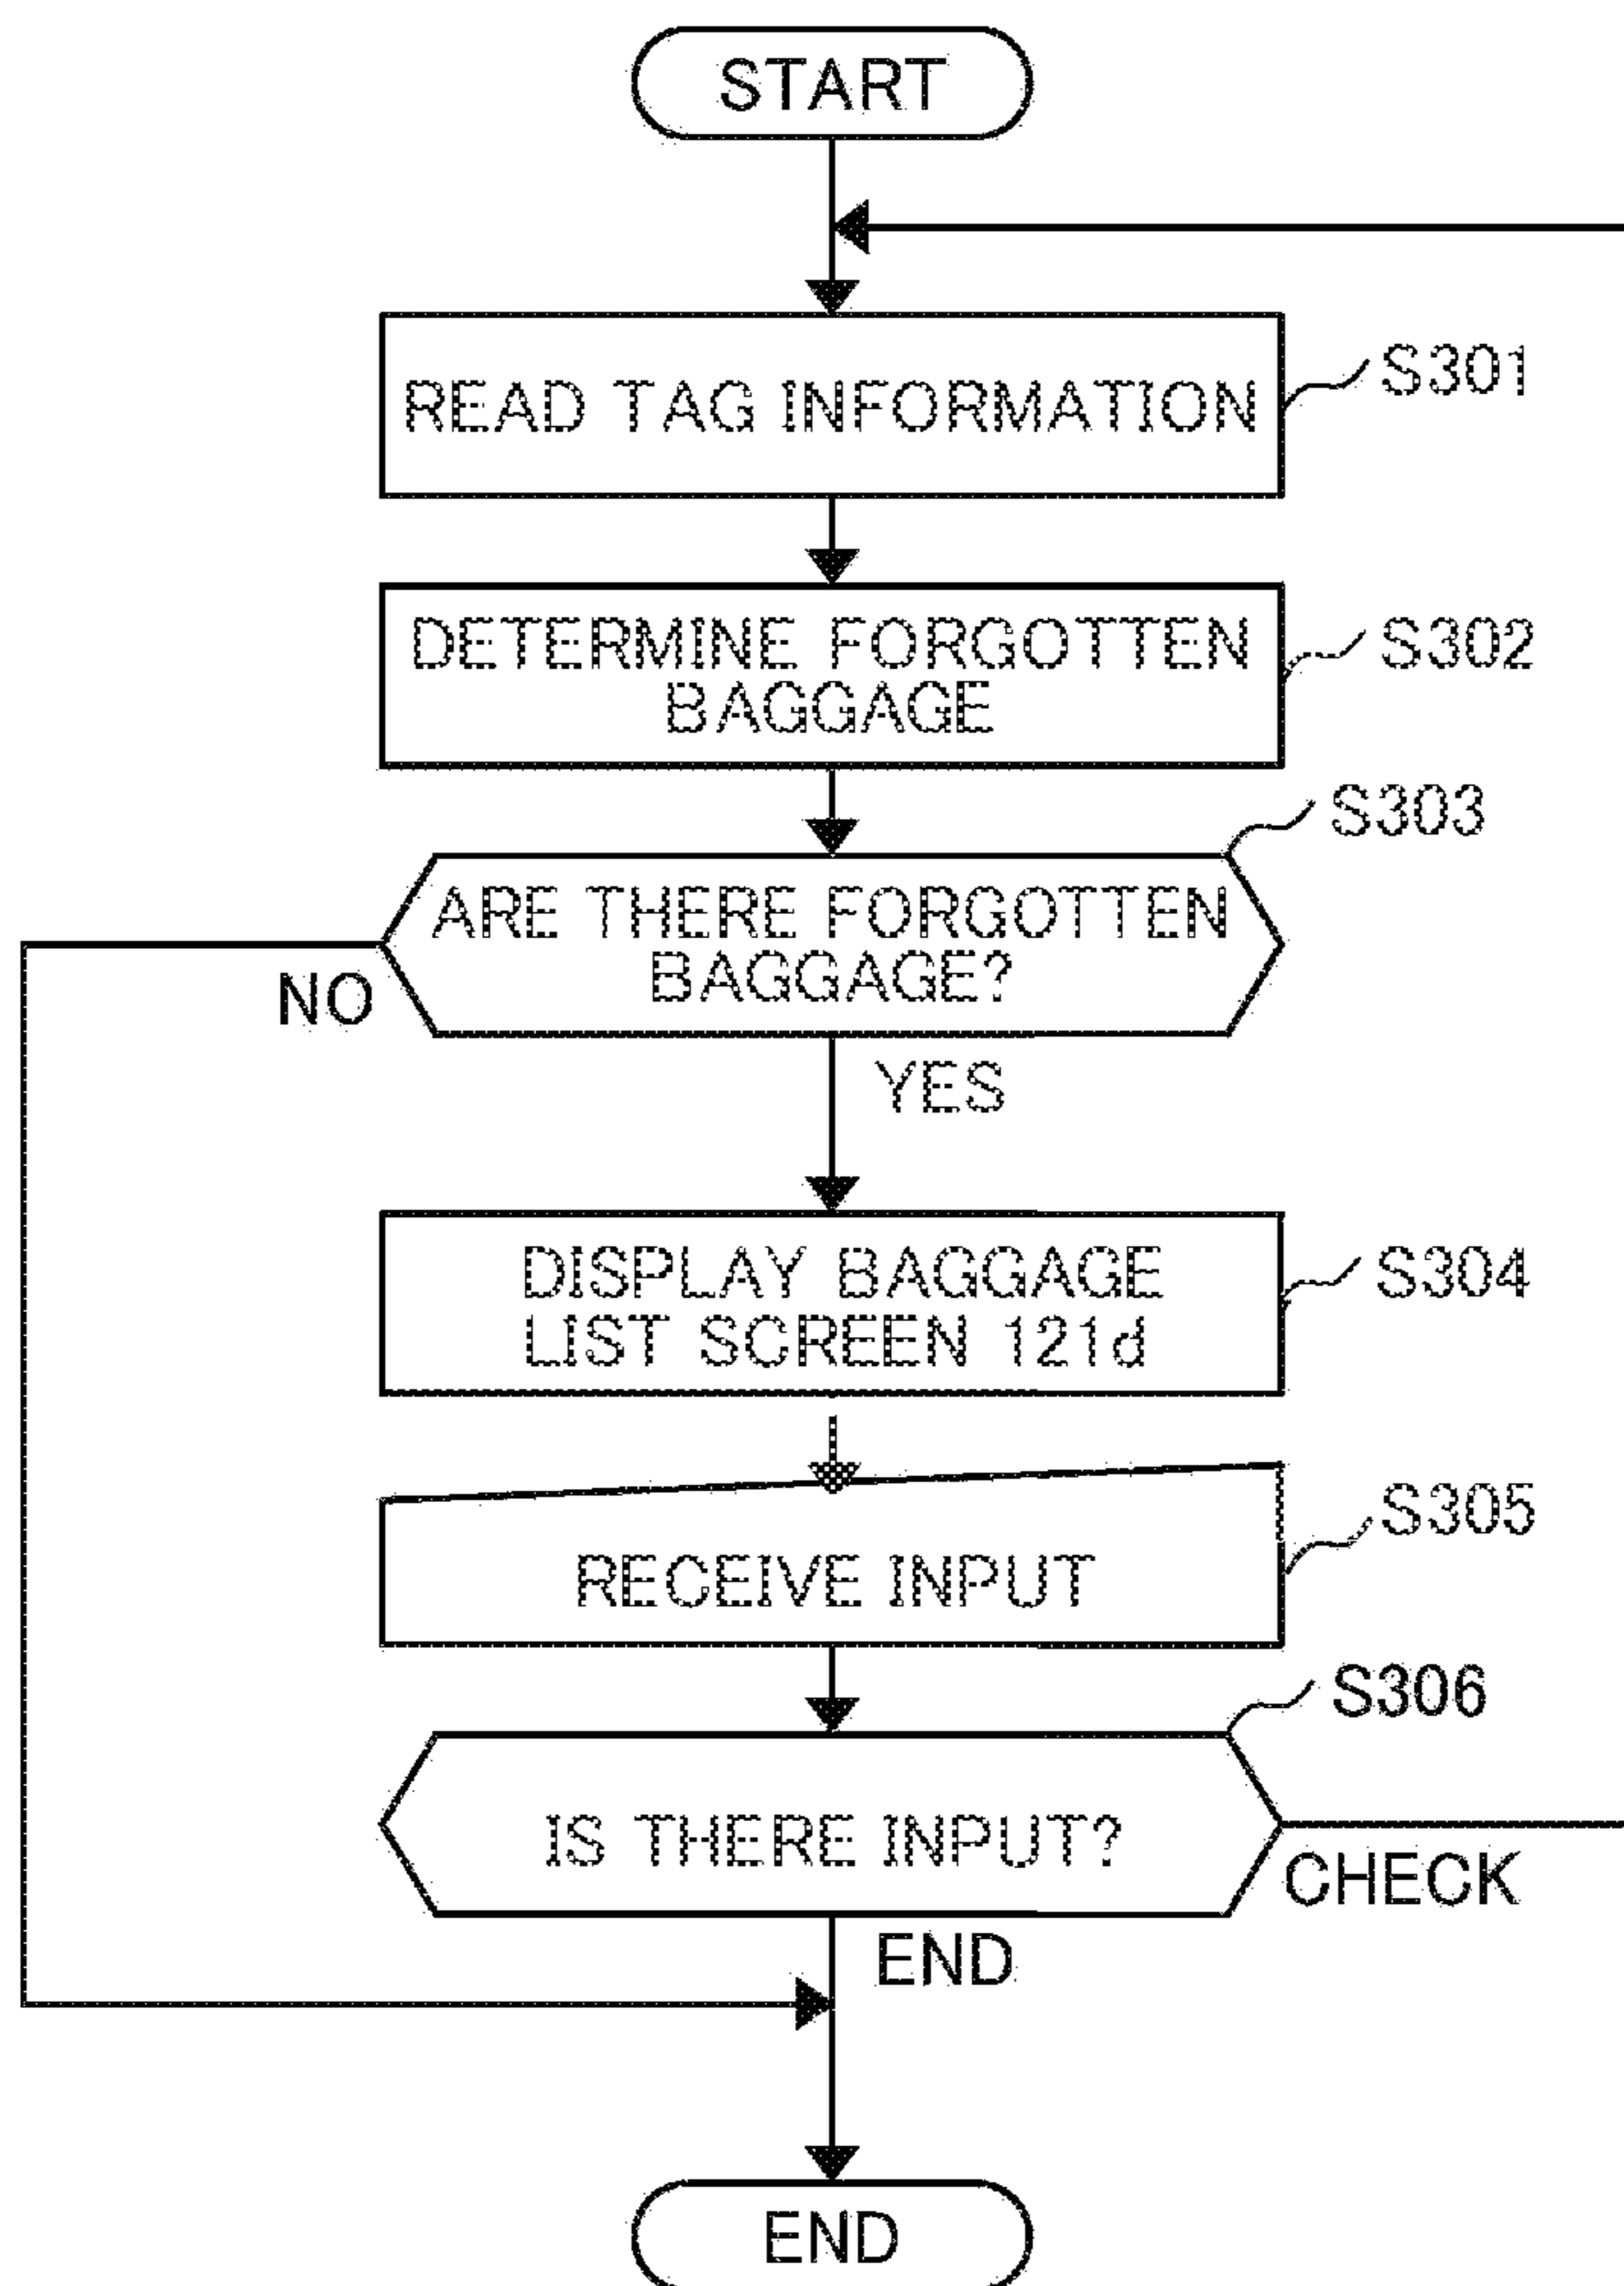 START
READ TAG INFORMATION
S301
DETERMINE FORGOTTEN
BAGGAGE
S302
S303
ARE THERE FORGOTTEN
BAGGAGE?
NO
YES
DISPLAY BAGGAGE
LIST SCREEN 121d
S304
S305
RECEIVE INPUT
S306
IS THERE INPUT?
CHECK
END
END